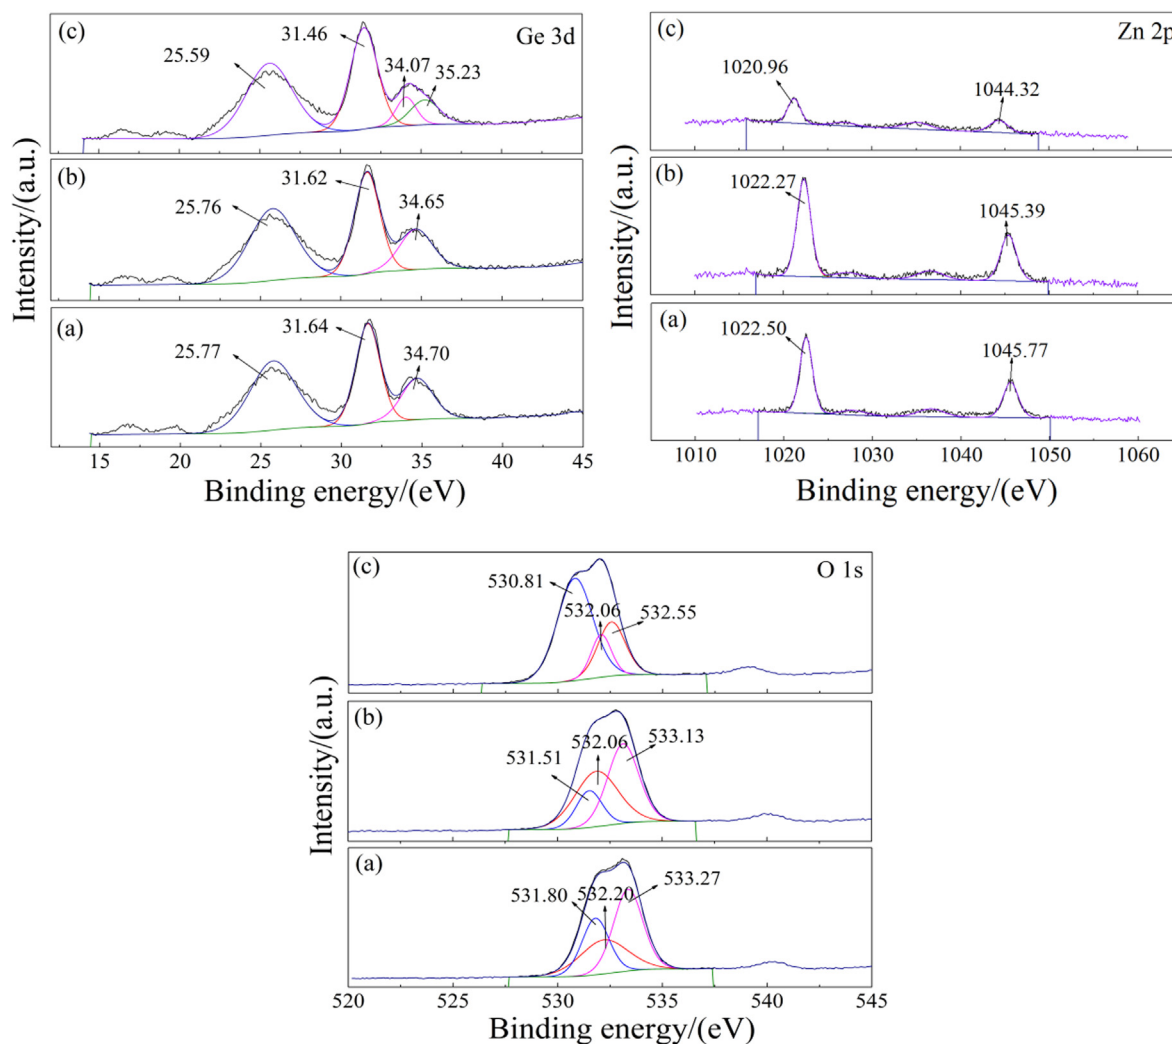 (c)
Ge 3d
25.59
31.46
34.07
35.23
(b)
25.76
31.62
34.65
(a)
25.77
31.64
34.70
Intensity/(a.u.)
15 20 25 30 35 40 45
Binding energy/(eV)
(c)
Zn 2p
1020.96
1044.32
(b)
1022.27
1045.39
(a)
1022.50
1045.77
Intensity/(a.u.)
1010 1020 1030 1040 1050 1060
Binding energy/(eV)
(c)
O 1s
530.81
532.06
532.55
(b)
531.51
532.06
533.13
(a)
531.80
532.20
533.27
Intensity/(a.u.)
520 525 530 535 540 545
Binding energy/(eV)